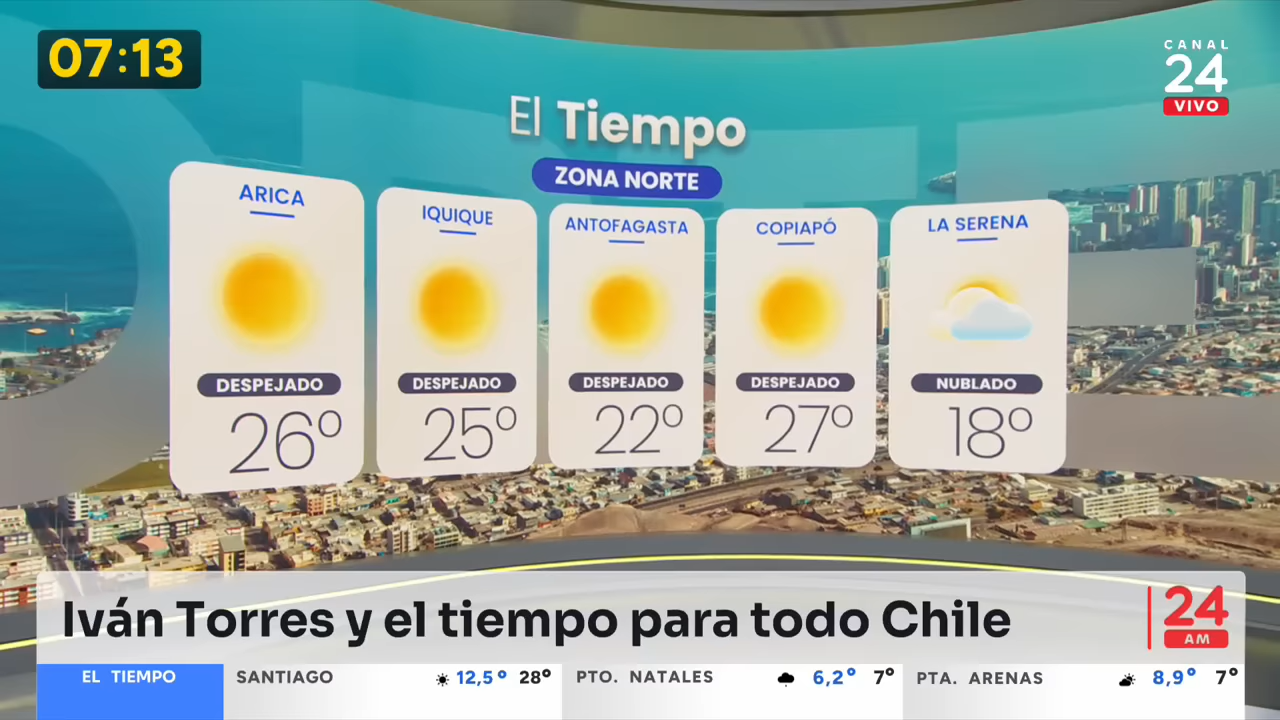 07:13
CANAL
24
VIVO
El Tiempo
ZONA NORTE
ARICA
DESPEJADO
26°
IQUIQUE
DESPEJADO
25°
ANTOFAGASTA
DESPEJADO
22°
COPIAPÓ
DESPEJADO
27°
LA SERENA
NUBLADO
18°
Iván Torres y el tiempo para todo Chile
24
AM
EL TIEMPO
SANTIAGO 12,5° 28°
PTO. NATALES 6,2° 7°
PTA. ARENAS 8,9° 7°